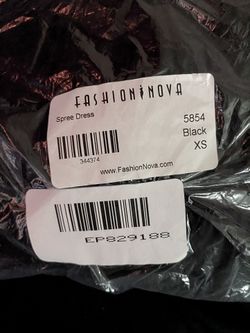 FASHIONNOVA
Spree Dress
5854
Black
XS
344374
www.FashionNova.com
EP829188